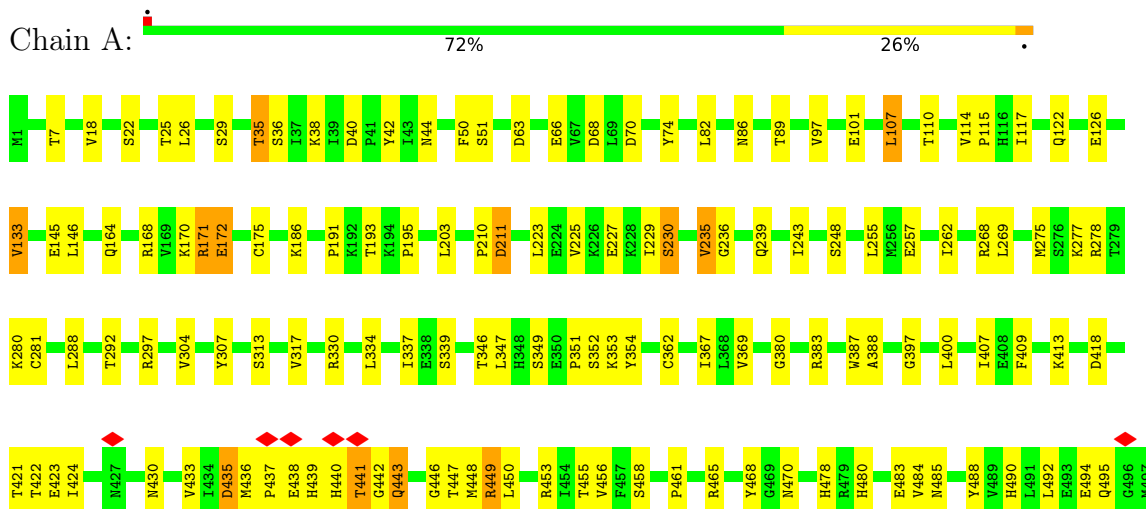 Chain A:
72% 26%
M1 T7 V18 S22 T25 L26 S29 T35 S36 I37 K38 I39 D40 P41 Y42 I43 N44 F50 S51 D63 E66 V67 D68 L69 D70 Y74 L82 N86 T89 V97 E101 L107 T110 V114 P115 H116 I117 Q122 E126
V133 E145 L146 Q164 R168 V169 K170 R171 E172 C175 K186 P191 K192 T193 K194 P195 L203 P210 D211 L223 E224 V225 K226 E227 K228 I229 S230 V235 G236 Q239 I243 S248 L255 M256 E257 I262 R268 L269 M275 S276 K277 R278 T279
K280 C281 L288 T292 R297 V304 Y307 S313 V317 R330 L334 I337 E338 S339 T346 L347 H348 S349 E350 P351 S352 K353 Y354 C362 I367 L368 V369 G380 R383 W387 A388 G397 L400 I407 E408 F409 K413 D418
T421 T422 E423 I424 N427 N430 V433 I434 D435 M436 P437 E438 H439 H440 T441 G442 Q443 G446 T447 M448 R449 L450 R453 I454 T455 V456 F457 S458 P461 R465 Y468 G469 N470 H478 R479 H480 E483 V484 N485 Y488 V489 H490 L491 L492 E493 E494 Q495 G496